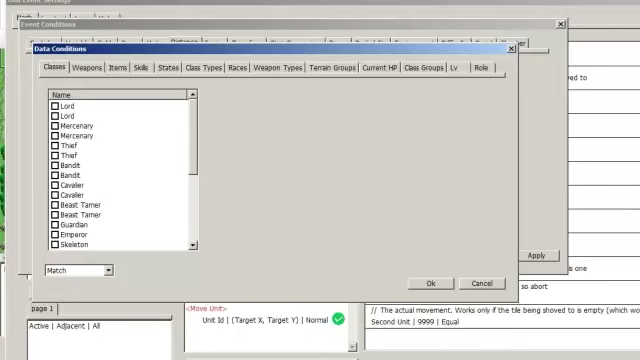 Event Conditions
Data Conditions
Classes Weapons Items Skills States Class Types Races Weapon Types Terrain Groups Current HP Class Groups Lv Role
Name
Lord
Lord
Mercenary
Mercenary
Thief
Thief
Bandit
Bandit
Cavalier
Cavalier
Beast Tamer
Beast Tamer
Guardian
Emperor
Skeleton
Match
Ok Cancel
Apply
ed to
is one
so abort
page 1
Active | Adjacent | All
<Move Unit>
Unit Id | (Target X, Target Y) | Normal
// The actual movement. Works only if the tile being shoved to is empty (which wo
Second Unit | 9999 | Equal